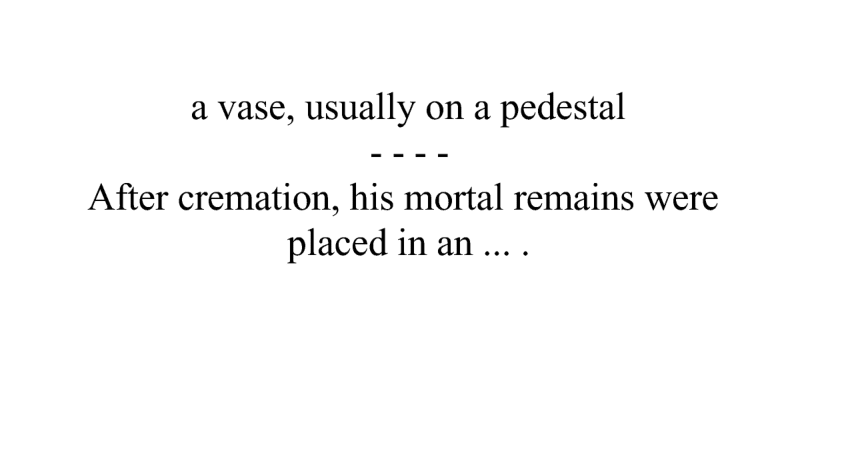 a vase, usually on a pedestal
- - - -
After cremation, his mortal remains were
placed in an ... .